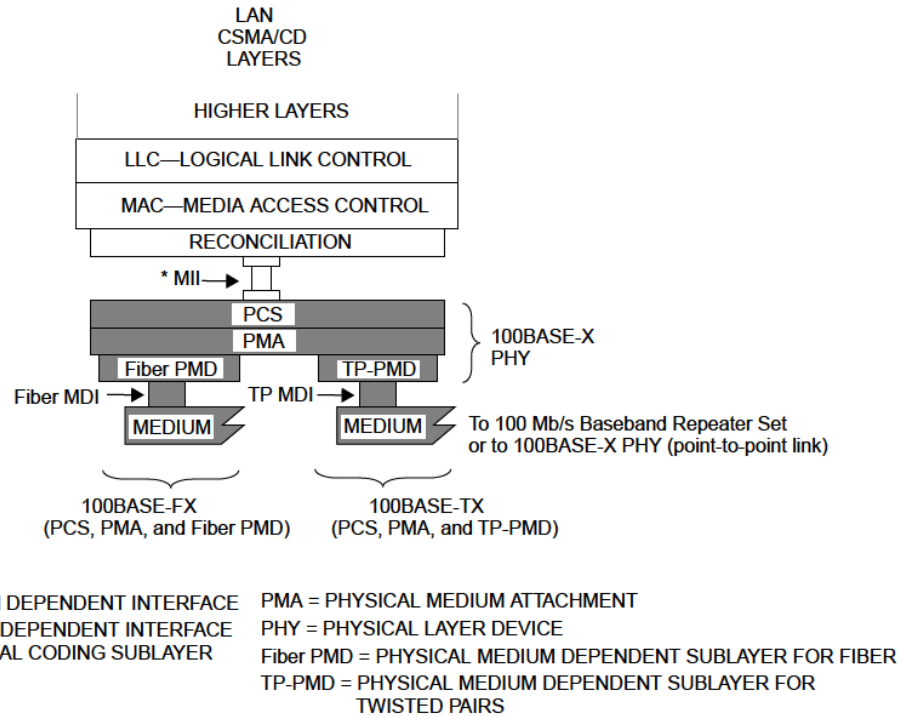 LAN
CSMA/CD
LAYERS
HIGHER LAYERS
LLC—LOGICAL LINK CONTROL
MAC—MEDIA ACCESS CONTROL
RECONCILIATION
* MII
PCS
PMA
100BASE-X
PHY
Fiber PMD
TP-PMD
Fiber MDI
TP MDI
MEDIUM
MEDIUM
To 100 Mb/s Baseband Repeater Set
or to 100BASE-X PHY (point-to-point link)
100BASE-FX
(PCS, PMA, and Fiber PMD)
100BASE-TX
(PCS, PMA, and TP-PMD)
DEPENDENT INTERFACE
DEPENDENT INTERFACE
AL CODING SUBLAYER
PMA = PHYSICAL MEDIUM ATTACHMENT
PHY = PHYSICAL LAYER DEVICE
Fiber PMD = PHYSICAL MEDIUM DEPENDENT SUBLAYER FOR FIBER
TP-PMD = PHYSICAL MEDIUM DEPENDENT SUBLAYER FOR
TWISTED PAIRS